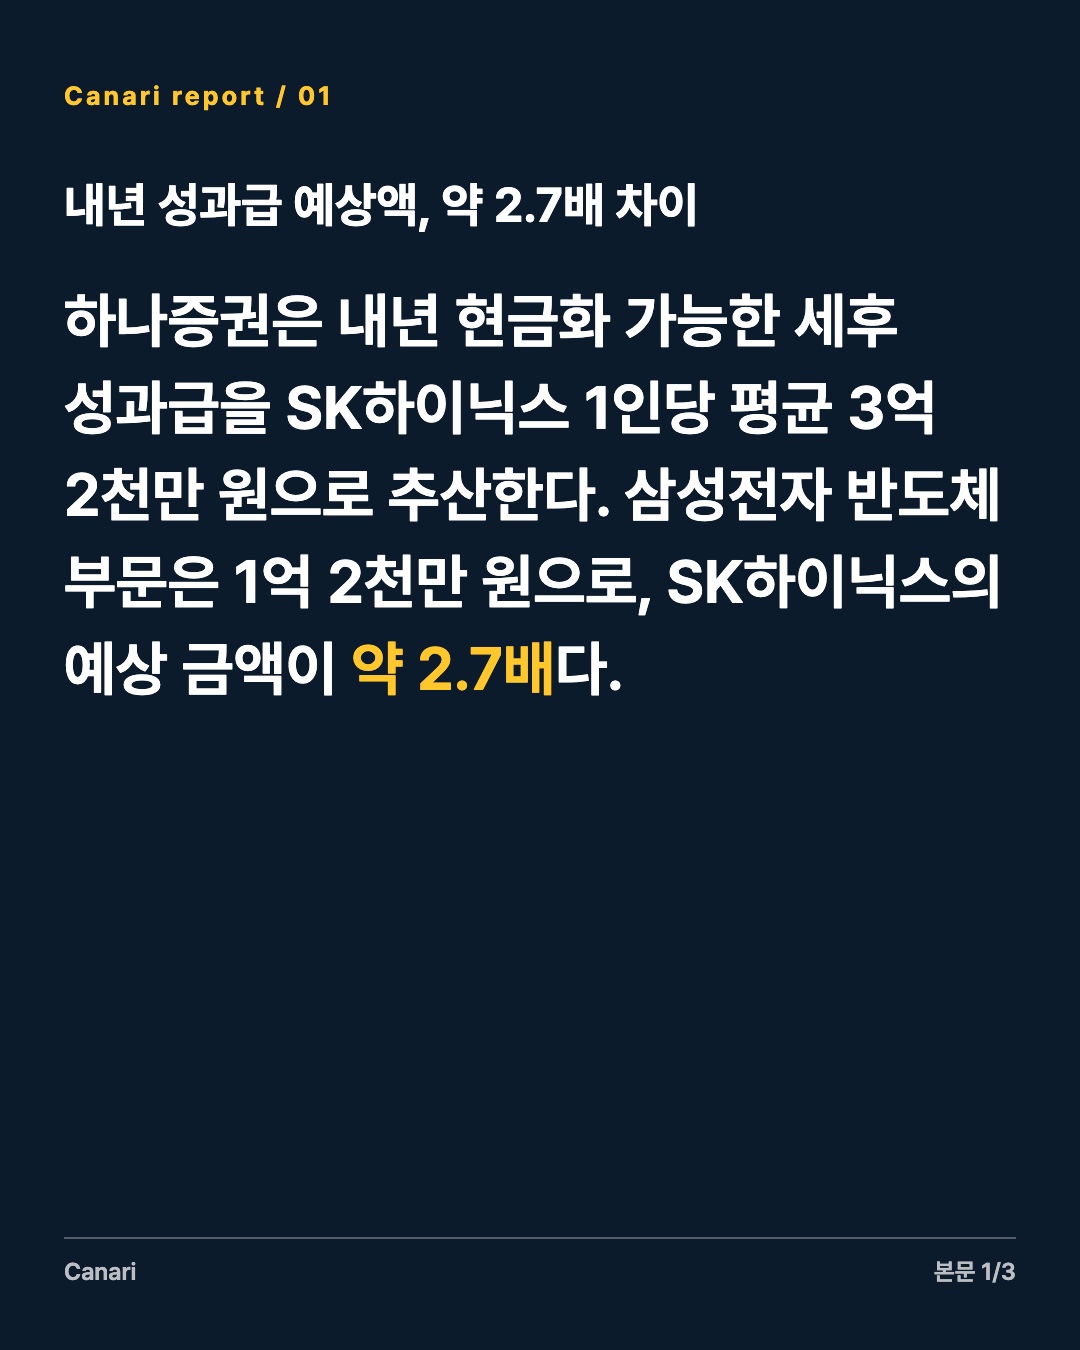 Canari report / 01
내년 성과급 예상액, 약 2.7배 차이
하나증권은 내년 현금화 가능한 세후
성과급을 SK하이닉스 1인당 평균 3억
2천만 원으로 추산한다. 삼성전자 반도체
부문은 1억 2천만 원으로, SK하이닉스의
예상 금액이 약 2.7배다.
Canari
본문 1/3